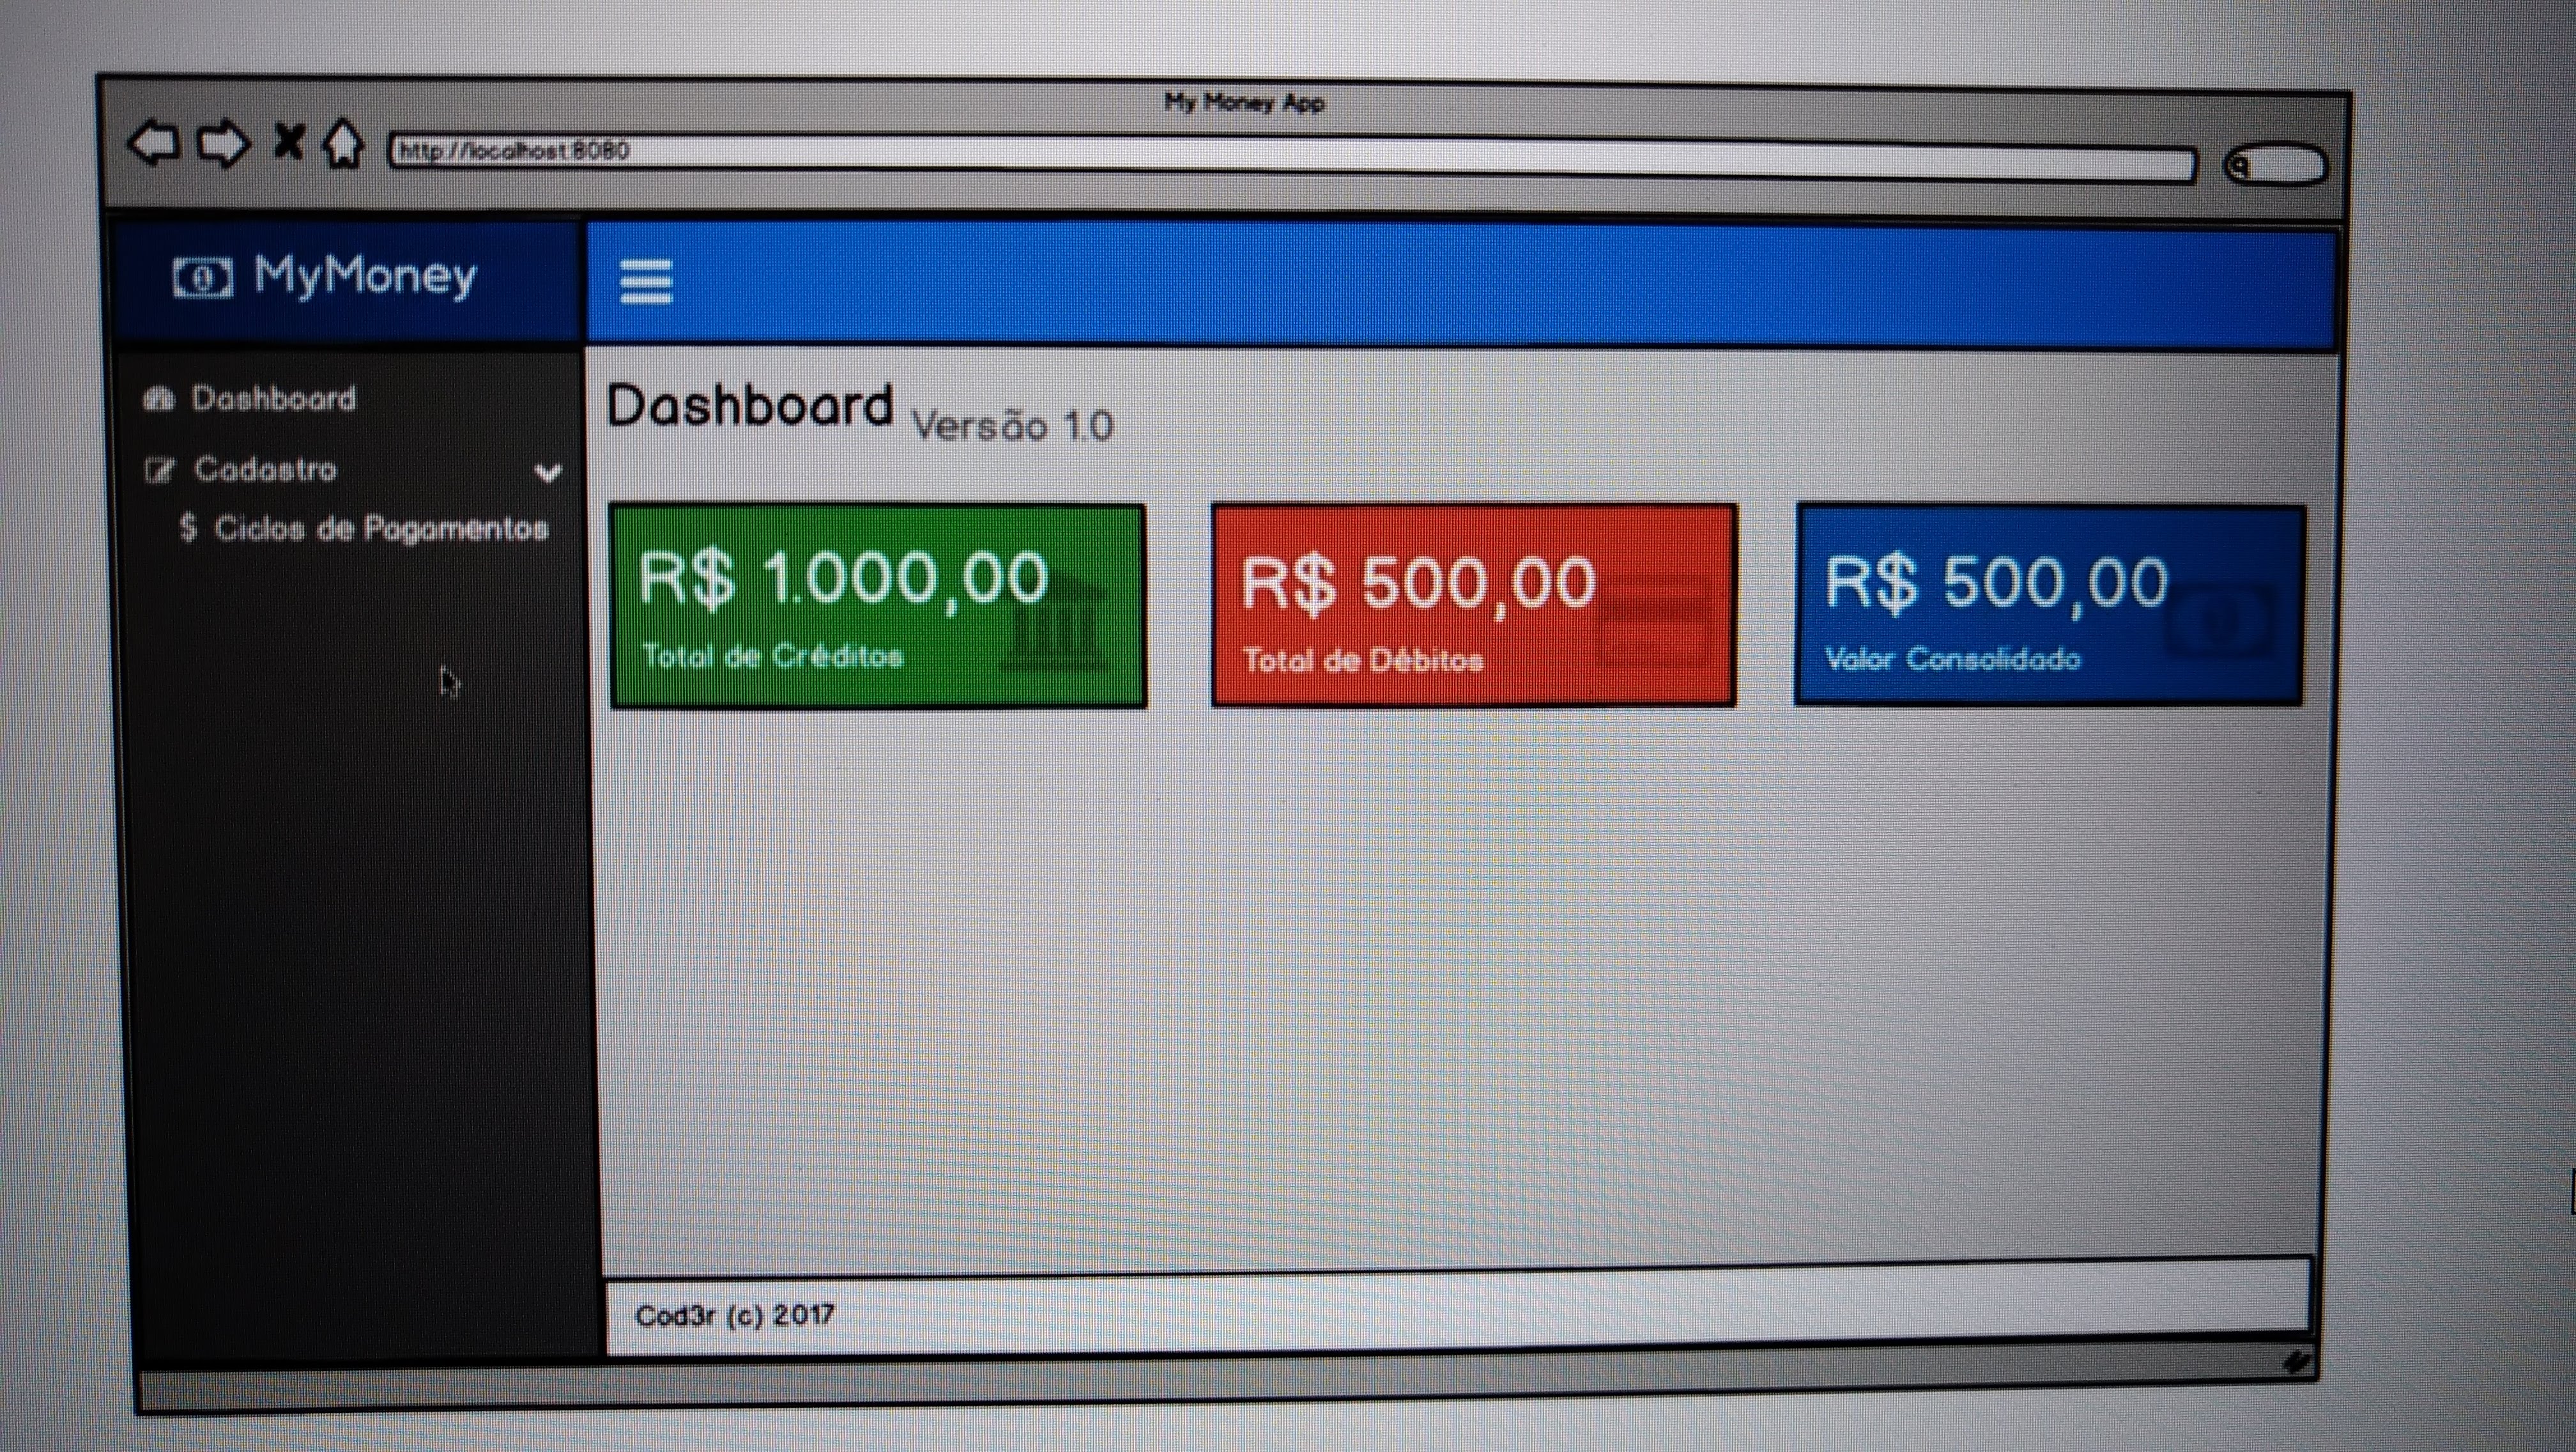 My Money App
http://localhost:8080
MyMoney
Dashboard
Cadastro
$ Ciclos de Pagamentos
Dashboard Versão 1.0
R$ 1.000,00
Total de Créditos
R$ 500,00
Total de Débitos
R$ 500,00
Valor Consolidado
Cod3r (c) 2017